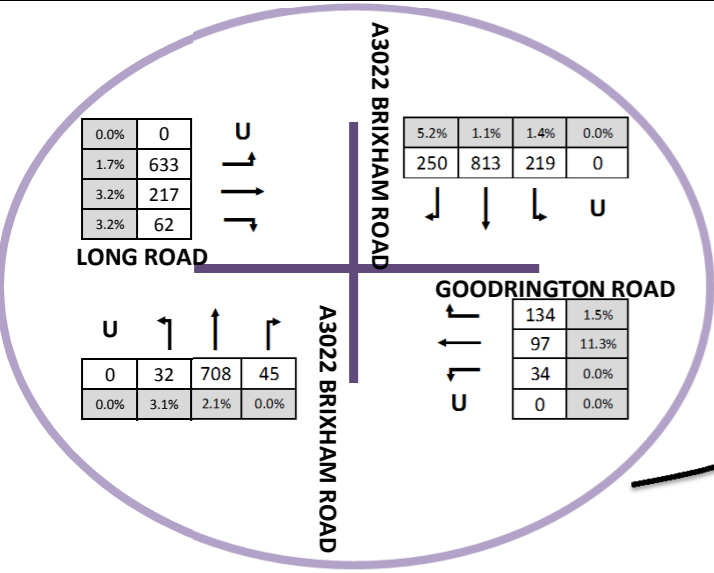 A3022 BRIXHAM ROAD
5.2% 1.1% 1.4% 0.0%
250 813 219 0
U
0.0% 0 U
1.7% 633
3.2% 217
3.2% 62
LONG ROAD
GOODRINGTON ROAD
134 1.5%
97 11.3%
34 0.0%
U 0 0.0%
U
0 32 708 45
0.0% 3.1% 2.1% 0.0%
A3022 BRIXHAM ROAD